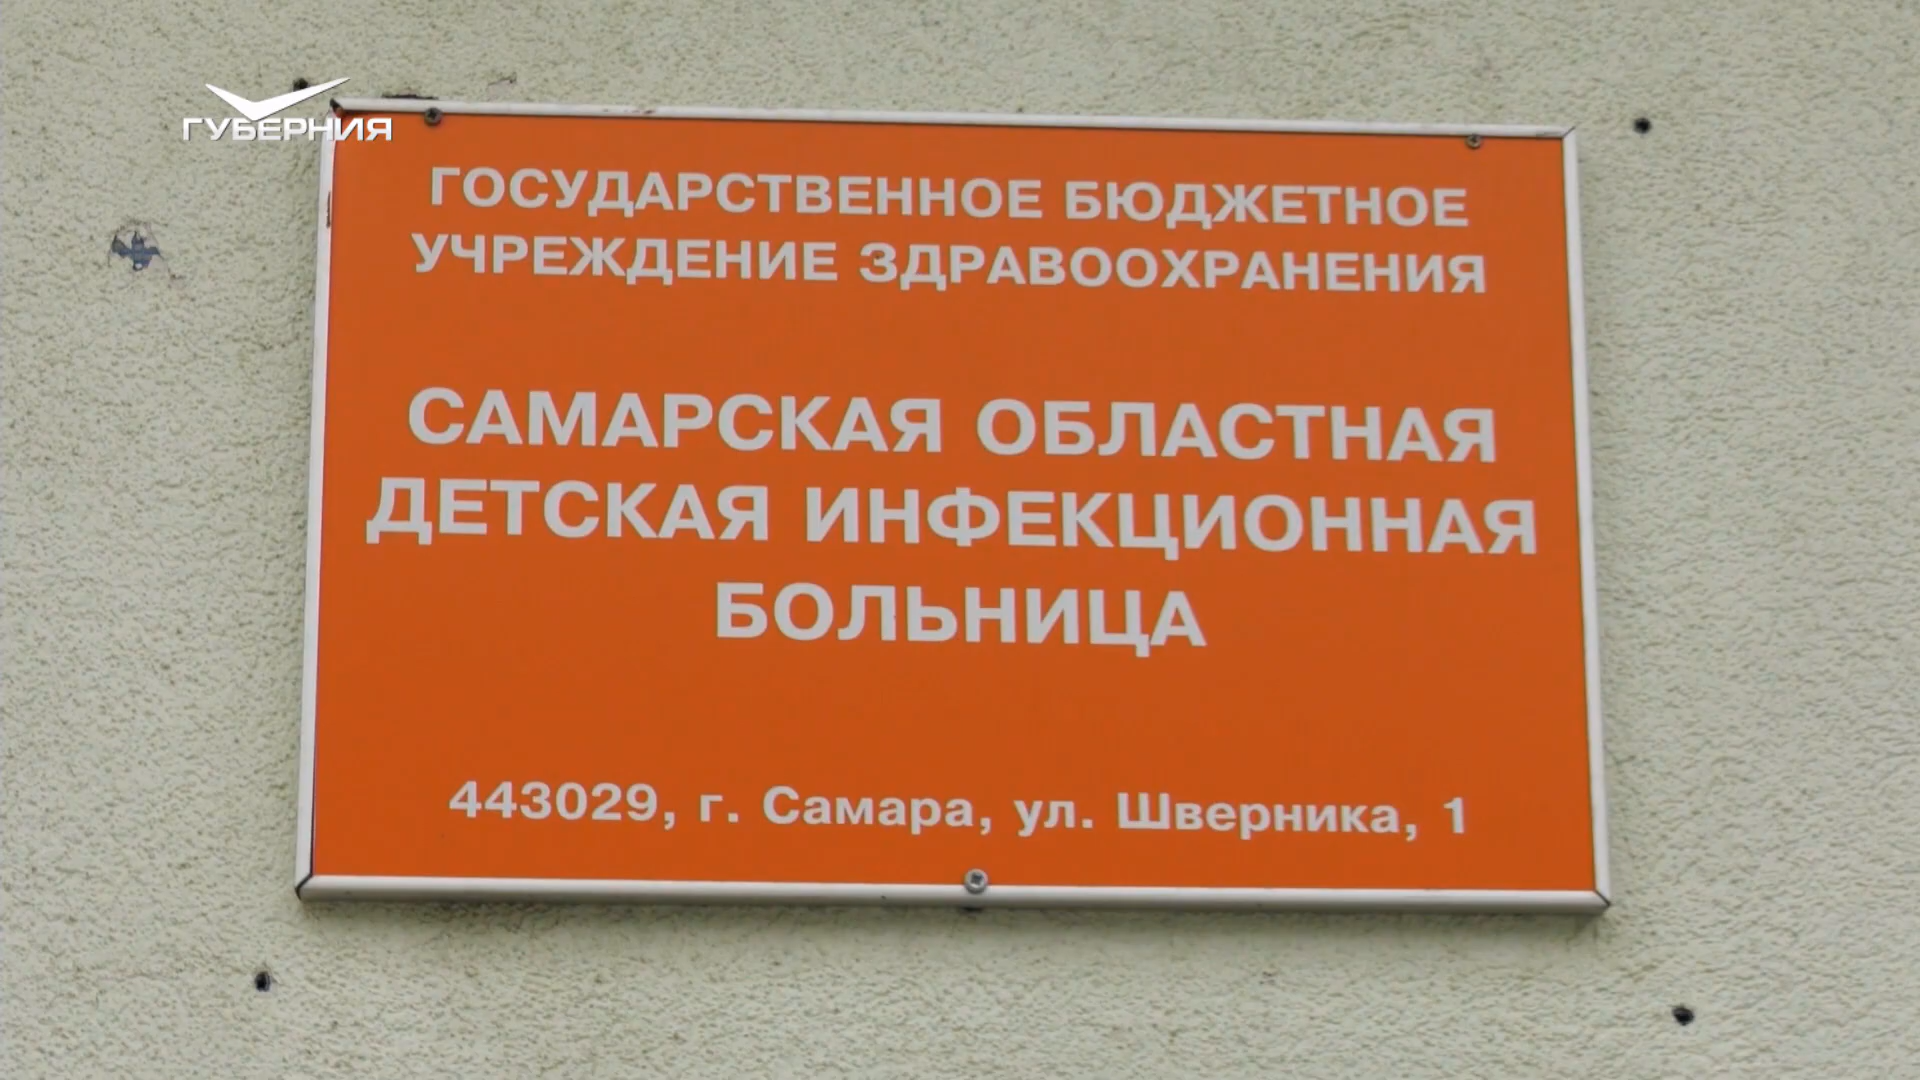 ГУБЕРНИЯ
ГОСУДАРСТВЕННОЕ БЮДЖЕТНОЕ
УЧРЕЖДЕНИЕ ЗДРАВООХРАНЕНИЯ
САМАРСКАЯ ОБЛАСТНАЯ
ДЕТСКАЯ ИНФЕКЦИОННАЯ
БОЛЬНИЦА
443029, г. Самара, ул. Шверника, 1